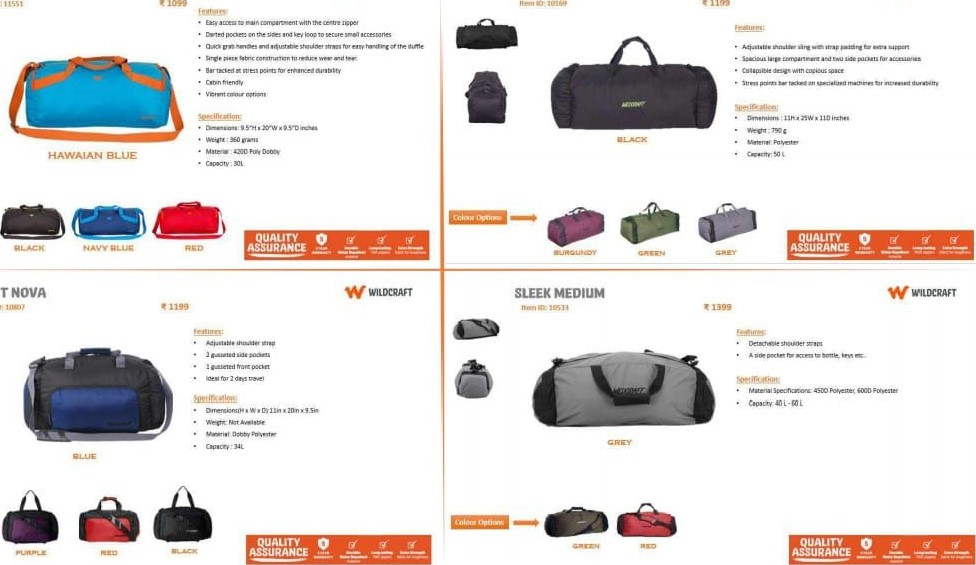 : 11551
₹ 1099
Features:
Easy access to main compartment with the centre zipper
Darted pockets on the sides and key loop to secure small accessories
Quick grab handles and adjustable shoulder straps for easy handling of the duffle
Single piece fabric construction to reduce wear and tear.
Bar tacked at stress points for enhanced durability
Cabin friendly
Vibrant colour options
Specification:
Dimensions: 9.5"H x 20"W x 9.5"D inches
Weight : 360 grams
Material : 420D Poly Dobby
Capacity : 30L
HAWAIAN BLUE
BLACK
NAVY BLUE
RED
QUALITY
ASSURANCE
5
Item ID: 10169
₹ 1199
Features:
Adjustable shoulder sling with strap padding for extra support
Spacious large compartment and two side pockets for accessories
Collapsible design with copious space
Stress points bar tacked on specialized machines for increased durability
Specification:
Dimensions : 11H x 25W x 11D inches
Weight : 790 g
Material: Polyester
Capacity: 50 L
WILDCRAFT
BLACK
Colour Options
BURGUNDY
GREEN
GREY
QUALITY
ASSURANCE
5
T NOVA
WILDCRAFT
: 10807
₹ 1199
Features:
Adjustable shoulder strap
2 gusseted side pockets
1 gusseted front pocket
Ideal for 2 days travel
Specification:
Dimensions(H x W x D):11in x 20in x 9.5in
Weight: Not Available
Material: Dobby Polyester
Capacity : 34L
BLUE
PURPLE
RED
BLACK
QUALITY
ASSURANCE
5
SLEEK MEDIUM
WILDCRAFT
Item ID: 10533
₹ 1399
Features:
Detachable shoulder straps
A side pocket for access to bottle, keys etc..
Specification:
Material Specifications: 450D Polyester, 600D Polyester
Capacity: 40 L - 60 L
WILDCRAFT
GREY
Colour Options
GREEN
RED
QUALITY
ASSURANCE
5